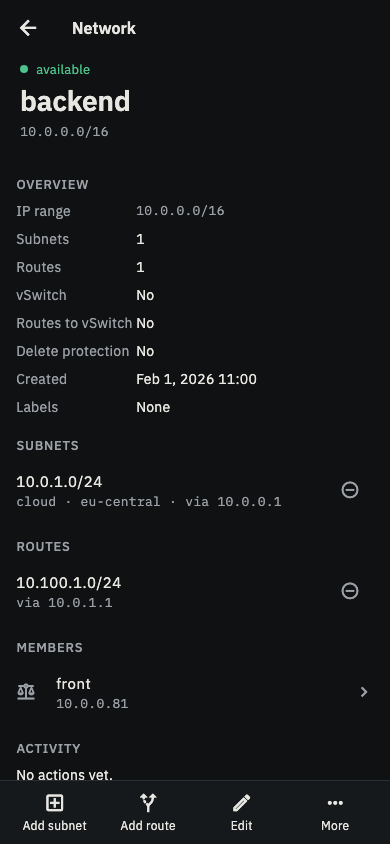 Network
available
backend
10.0.0.0/16
OVERVIEW
IP range 10.0.0.0/16
Subnets 1
Routes 1
vSwitch No
Routes to vSwitch No
Delete protection No
Created Feb 1, 2026 11:00
Labels None
SUBNETS
10.0.1.0/24
cloud · eu-central · via 10.0.0.1
ROUTES
10.100.1.0/24
via 10.0.1.1
MEMBERS
front
10.0.0.81
ACTIVITY
No actions yet.
Add subnet Add route Edit More